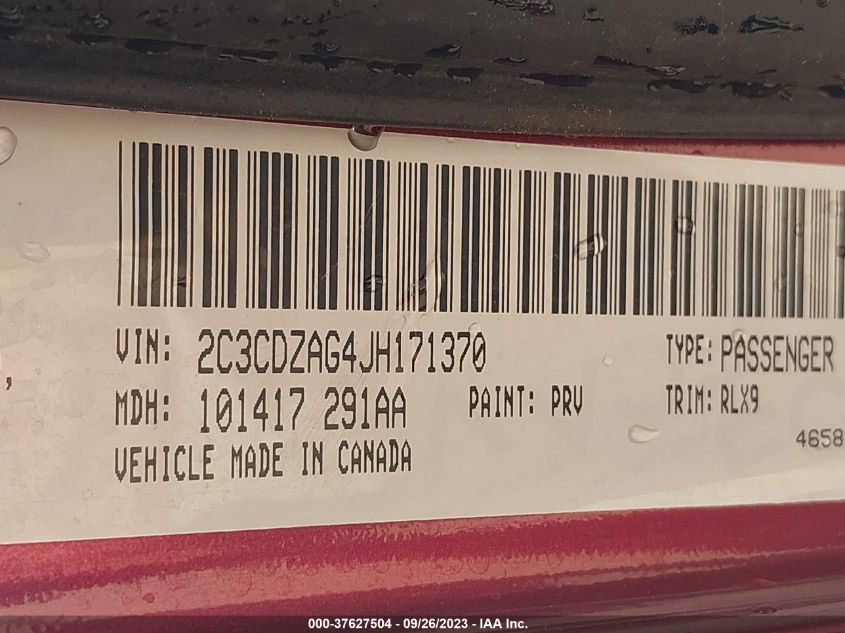 VIN: 2C3CDZAG4JH171370 TYPE: PASSENGER
MDH: 101417 291AA PAINT: PRV TRIM: RLX9
4658
VEHICLE MADE IN CANADA
000-37627504 - 09/26/2023 - IAA Inc.